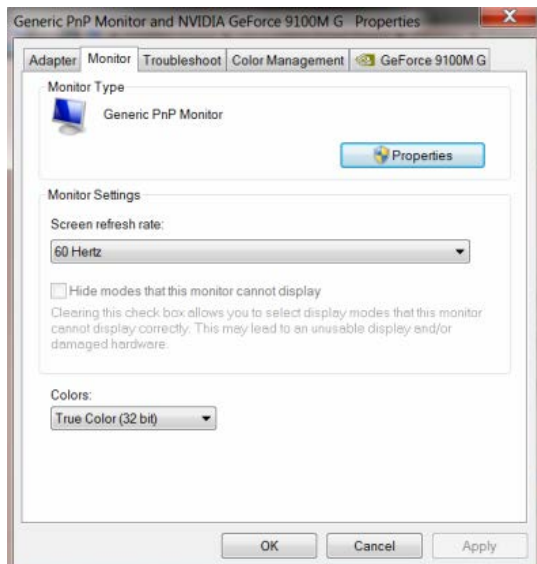 Generic PnP Monitor and NVIDIA GeForce 9100M G Properties
Adapter Monitor Troubleshoot Color Management GeForce 9100M G
Monitor Type
Generic PnP Monitor
Properties
Monitor Settings
Screen refresh rate:
60 Hertz
Hide modes that this monitor cannot display
Clearing this check box allows you to select display modes that this monitor
cannot display correctly. This may lead to an unusable display and/or
damaged hardware.
Colors:
True Color (32 bit)
OK Cancel Apply